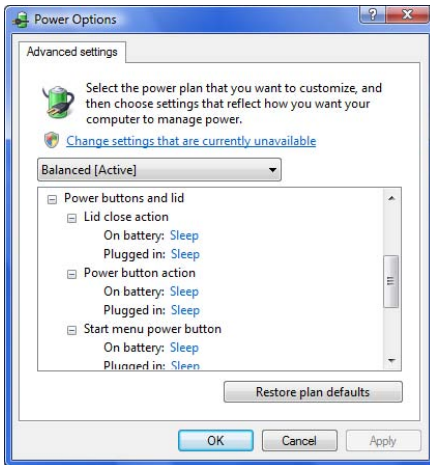 Power Options
Advanced settings
Select the power plan that you want to customize, and
then choose settings that reflect how you want your
computer to manage power.
Change settings that are currently unavailable
Balanced [Active]
Power buttons and lid
Lid close action
On battery: Sleep
Plugged in: Sleep
Power button action
On battery: Sleep
Plugged in: Sleep
Start menu power button
On battery: Sleep
Plugged in: Sleep
Restore plan defaults
OK Cancel Apply